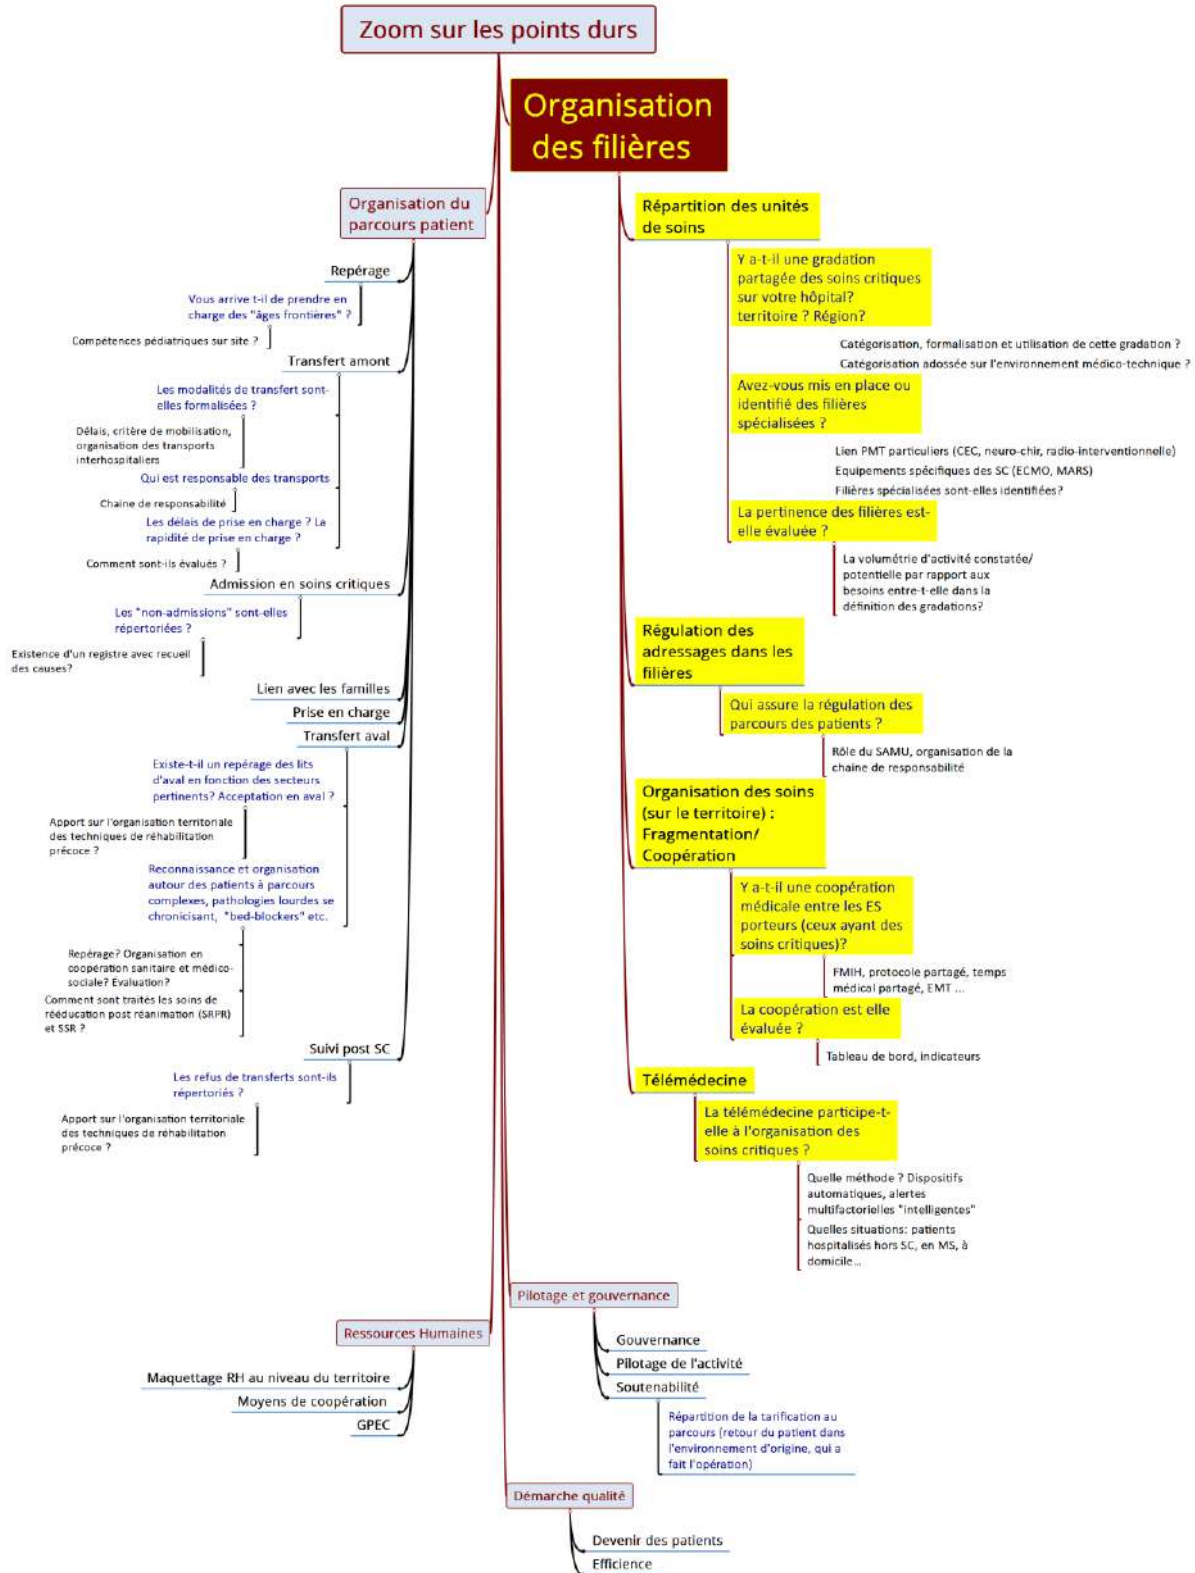 Zoom sur les points durs
Organisation
des filières
Organisation du
parcours patient
Repérage
Vous arrive t-il de prendre en
charge des "âges frontières" ?
Compétences pédiatriques sur site ?
Transfert amont
Les modalités de transfert sont-
elles formalisées ?
Délais, critère de mobilisation,
organisation des transports
interhospitaliers
Qui est responsable des transports
Chaine de responsabilité
Les délais de prise en charge ? La
rapidité de prise en charge ?
Comment sont-ils évalués ?
Admission en soins critiques
Les "non-admissions" sont-elles
répertoriées ?
Existence d'un registre avec recueil
des causes?
Lien avec les familles
Prise en charge
Transfert aval
Existe-t-il un repérage des lits
d'aval en fonction des secteurs
pertinents? Acceptation en aval ?
Apport sur l'organisation territoriale
des techniques de réhabilitation
précoce ?
Reconnaissance et organisation
autour des patients à parcours
complexes, pathologies lourdes se
chronicisant, "bed-blockers" etc.
Repérage? Organisation en
coopération sanitaire et médico-
sociale? Evaluation?
Comment sont traités les soins de
rééducation post réanimation (SRPR)
et SSR ?
Suivi post SC
Les refus de transferts sont-ils
répertoriés ?
Apport sur l'organisation territoriale
des techniques de réhabilitation
précoce ?
Répartition des unités
de soins
Y a-t-il une gradation
partagée des soins critiques
sur votre hôpital?
territoire ? Région?
Catégorisation, formalisation et utilisation de cette gradation ?
Catégorisation adossée sur l'environnement médico-technique ?
Avez-vous mis en place ou
identifié des filières
spécialisées ?
Lien PMT particuliers (CEC, neuro-chir, radio-interventionnelle)
Equipements spécifiques des SC (ECMO, MARS)
Filières spécialisées sont-elles identifiées?
La pertinence des filières est-
elle évaluée ?
La volumétrie d'activité constatée/
potentielle par rapport aux
besoins entre-t-elle dans la
définition des gradations?
Régulation des
adressages dans les
filières
Qui assure la régulation des
parcours des patients ?
Rôle du SAMU, organisation de la
chaine de responsabilité
Organisation des soins
(sur le territoire) :
Fragmentation/
Coopération
Y a-t-il une coopération
médicale entre les ES
porteurs (ceux ayant des
soins critiques)?
FMIH, protocole partagé, temps
médical partagé, EMT ...
La coopération est elle
évaluée ?
Tableau de bord, indicateurs
Télémédecine
La télémédecine participe-t-
elle à l'organisation des
soins critiques ?
Quelle méthode ? Dispositifs
automatiques, alertes
multifactorielles "intelligentes"
Quelles situations: patients
hospitalisés hors SC, en MS, à
domicile...
Pilotage et gouvernance
Gouvernance
Pilotage de l'activité
Soutenabilité
Répartition de la tarification au
parcours (retour du patient dans
l'environnement d'origine, qui a
fait l'opération)
Ressources Humaines
Maquettage RH au niveau du territoire
Moyens de coopération
GPEC
Démarche qualité
Devenir des patients
Efficience